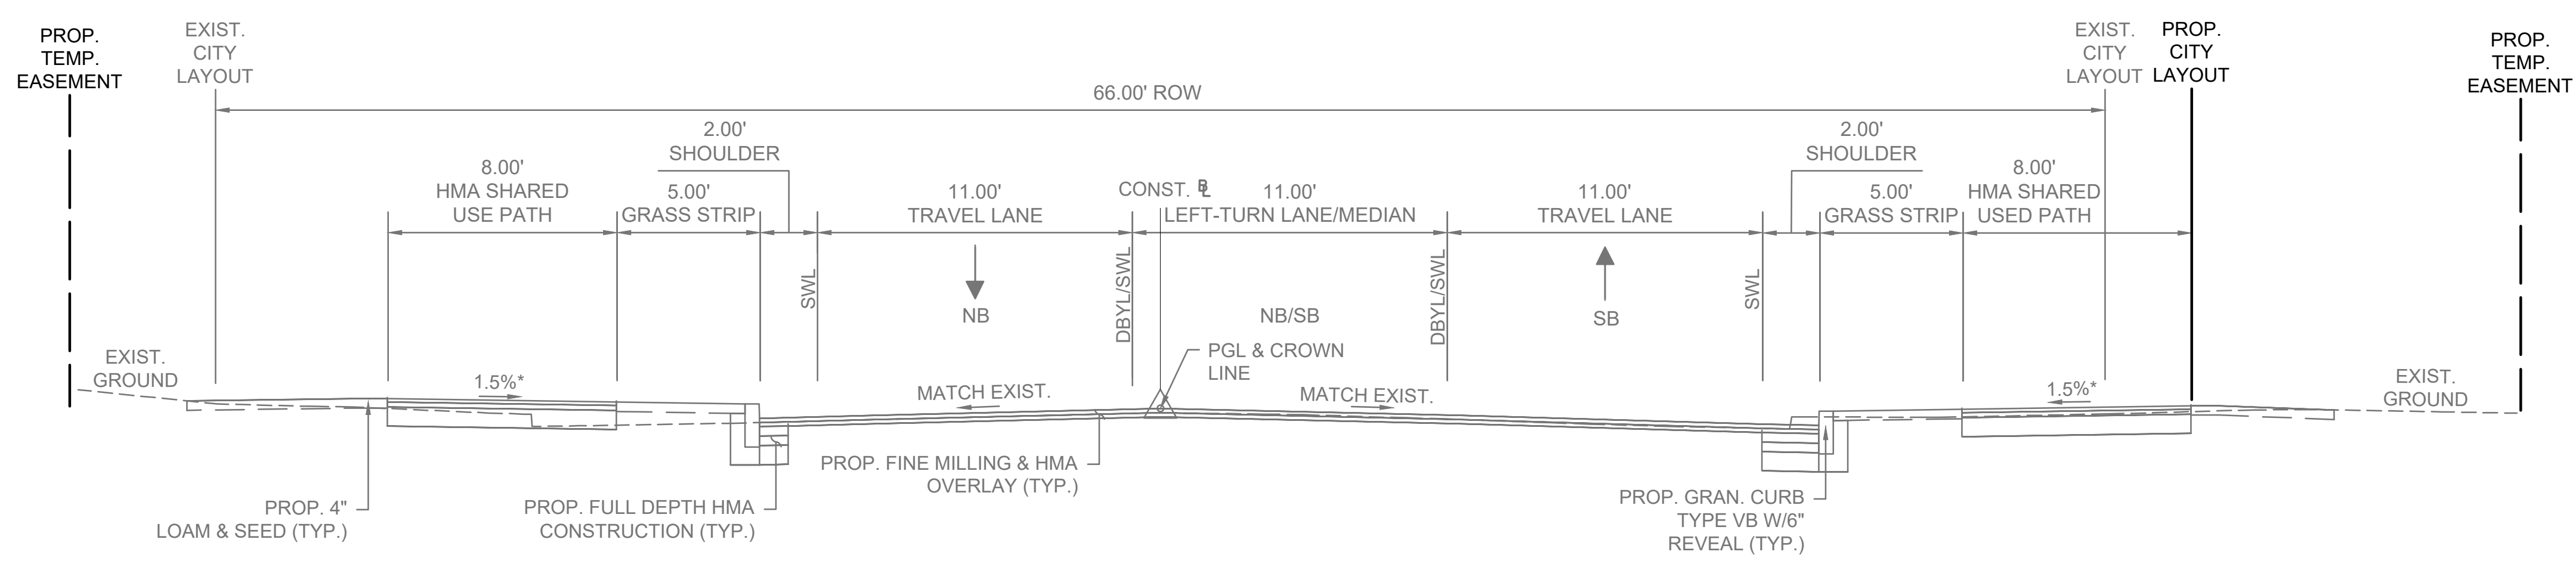 PROP.
TEMP.
EASEMENT
EXIST.
CITY
LAYOUT
EXIST.
CITY
LAYOUT
PROP.
CITY
LAYOUT
PROP.
TEMP.
EASEMENT
66.00' ROW
2.00'
SHOULDER
2.00'
SHOULDER
8.00'
HMA SHARED
USE PATH
5.00'
GRASS STRIP
11.00'
TRAVEL LANE
CONST. BL
11.00'
LEFT-TURN LANE/MEDIAN
11.00'
TRAVEL LANE
5.00'
GRASS STRIP
8.00'
HMA SHARED
USED PATH
SWL
DBYL/SWL
DBYL/SWL
SWL
NB
NB/SB
SB
PGL & CROWN
LINE
EXIST.
GROUND
1.5%*
MATCH EXIST.
MATCH EXIST.
1.5%*
EXIST.
GROUND
PROP. 4"
LOAM & SEED (TYP.)
PROP. FULL DEPTH HMA
CONSTRUCTION (TYP.)
PROP. FINE MILLING & HMA
OVERLAY (TYP.)
PROP. GRAN. CURB
TYPE VB W/6"
REVEAL (TYP.)